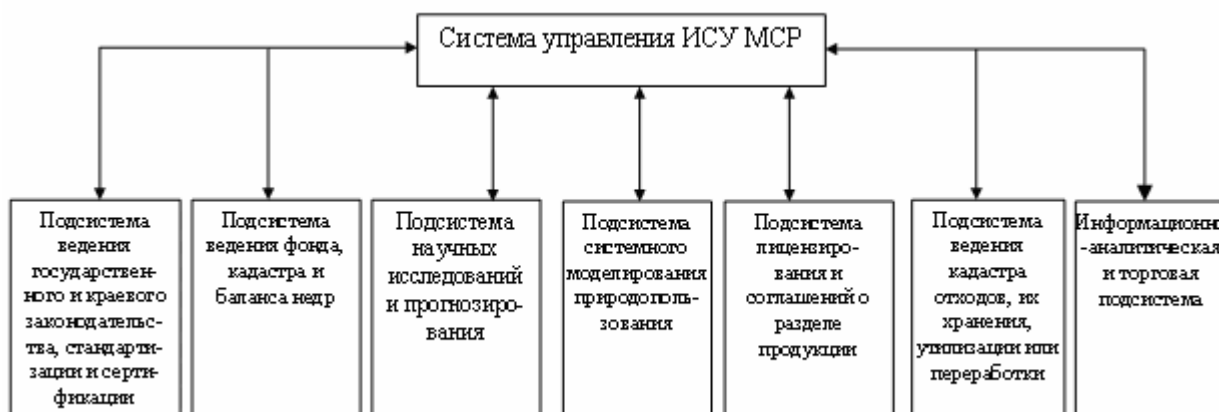 Система управления ИСУ МСР
Подсистема
ведения
государствен-
ного и краевого
законодательс-
тва, стандарти-
зации и серти-
фикации
Подсистема
ведения фонда,
кадастра и
баланса недр
Подсистема
научных
исследований
и прогнозиро-
вания
Подсистема
системного
моделирования
природополь-
зования
Подсистема
лицензиро-
вания и
соглашений о
разделе
продукции
Подсистема
ведения
кадастра
отходов, их
хранения,
утилизации или
переработки
Информационно
-аналитическая
и торговая
подсистема